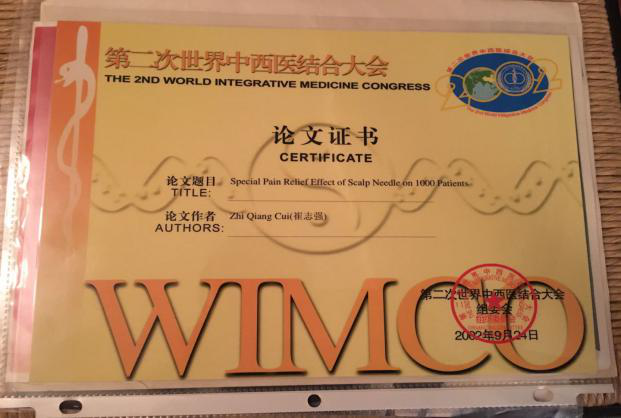 第二次世界中西医结合大会
THE 2ND WORLD INTEGRATIVE MEDICINE CONGRESS
2002
论文证书
CERTIFICATE
论文题目 Special Pain Relief Effect of Scalp Needle on 1000 Patients
TITLE:
论文作者 Zhi Qiang Cui(崔志强)
AUTHORS:
WIMCO
第二次世界中西医结合大会
组委会
2002年9月24日